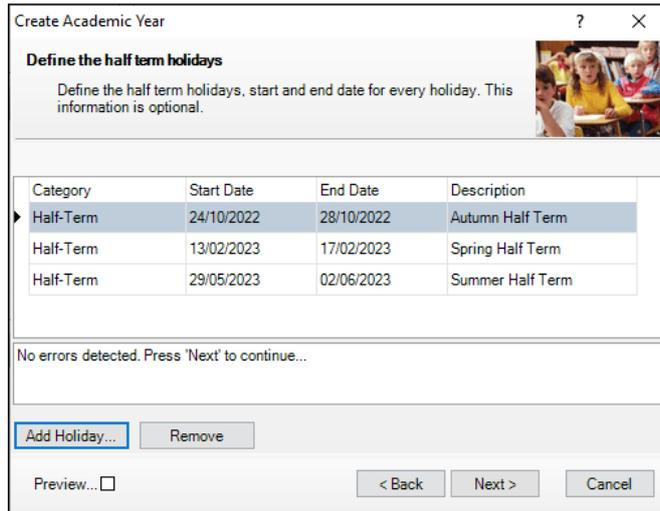 Create Academic Year ?
Define the half term holidays
Define the half term holidays, start and end date for every holiday. This
information is optional.
Category Start Date End Date Description
Half-Term 24/10/2022 28/10/2022 Autumn Half Term
Half-Term 13/02/2023 17/02/2023 Spring Half Term
Half-Term 29/05/2023 02/06/2023 Summer Half Term
No errors detected. Press 'Next' to continue...
Add Holiday... Remove
Preview... < Back Next > Cancel